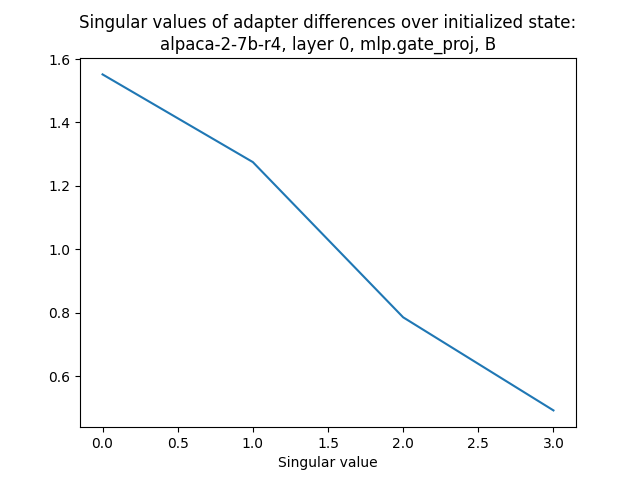 Singular values of adapter differences over initialized state:
alpaca-2-7b-r4, layer 0, mlp.gate_proj, B
1.6
1.4
1.2
1.0
0.8
0.6
0.0 0.5 1.0 1.5 2.0 2.5 3.0
Singular value